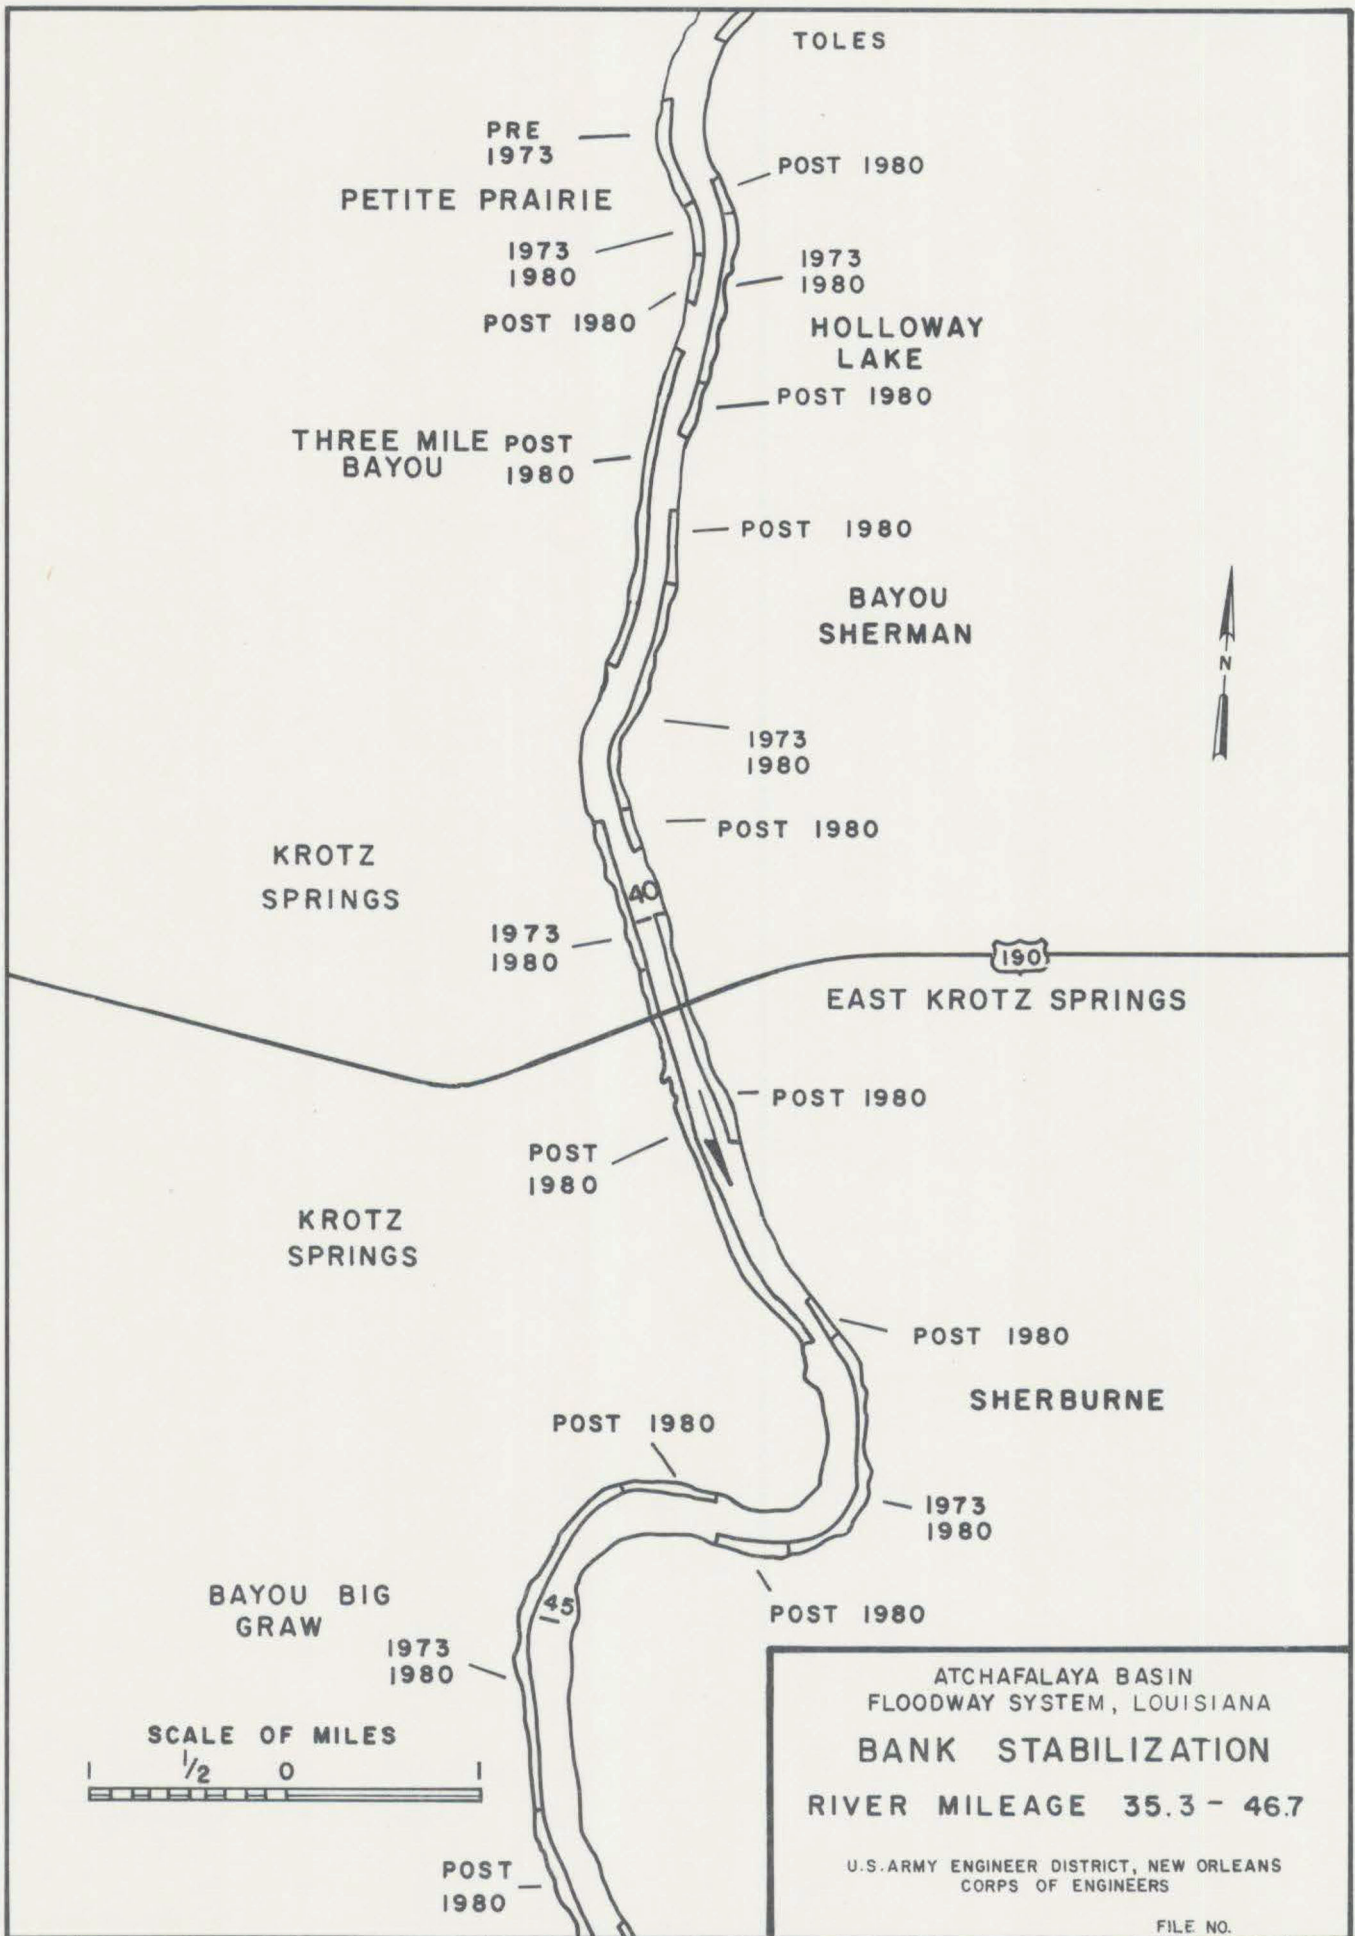 TOLES
PRE
1973
POST 1980
PETITE PRAIRIE
1973
1980
1973
1980
POST 1980
HOLLOWAY
LAKE
POST 1980
THREE MILE
BAYOU
POST
1980
POST 1980
BAYOU
SHERMAN
N
1973
1980
POST 1980
KROTZ
SPRINGS
40
1973
1980
190
EAST KROTZ SPRINGS
POST 1980
POST
1980
KROTZ
SPRINGS
POST 1980
SHERBURNE
POST 1980
1973
1980
BAYOU BIG
GRAW
45
POST 1980
1973
1980
SCALE OF MILES
1 1/2 0 1
POST
1980
ATCHAFALAYA BASIN
FLOODWAY SYSTEM, LOUISIANA
BANK STABILIZATION
RIVER MILEAGE 35.3 - 46.7
U.S. ARMY ENGINEER DISTRICT, NEW ORLEANS
CORPS OF ENGINEERS
FILE NO.